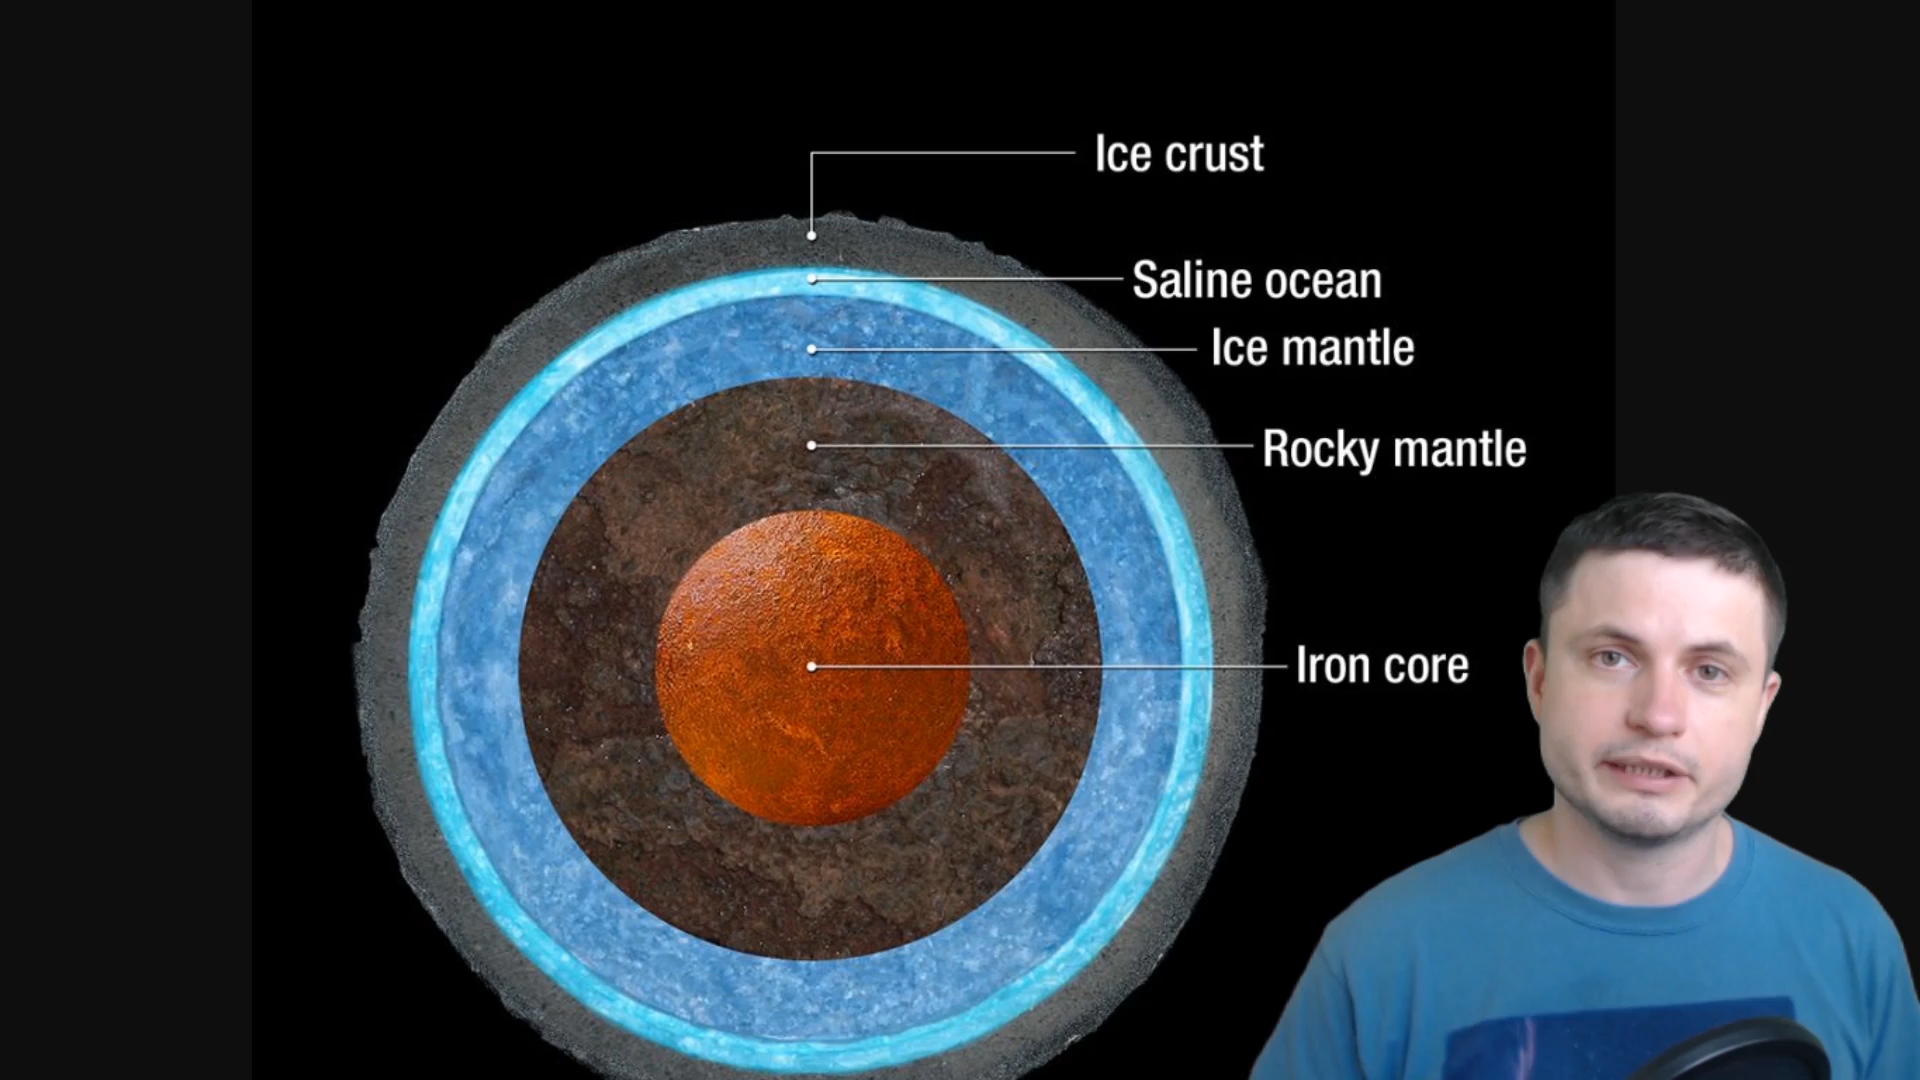 Ice crust
Saline ocean
Ice mantle
Rocky mantle
Iron core